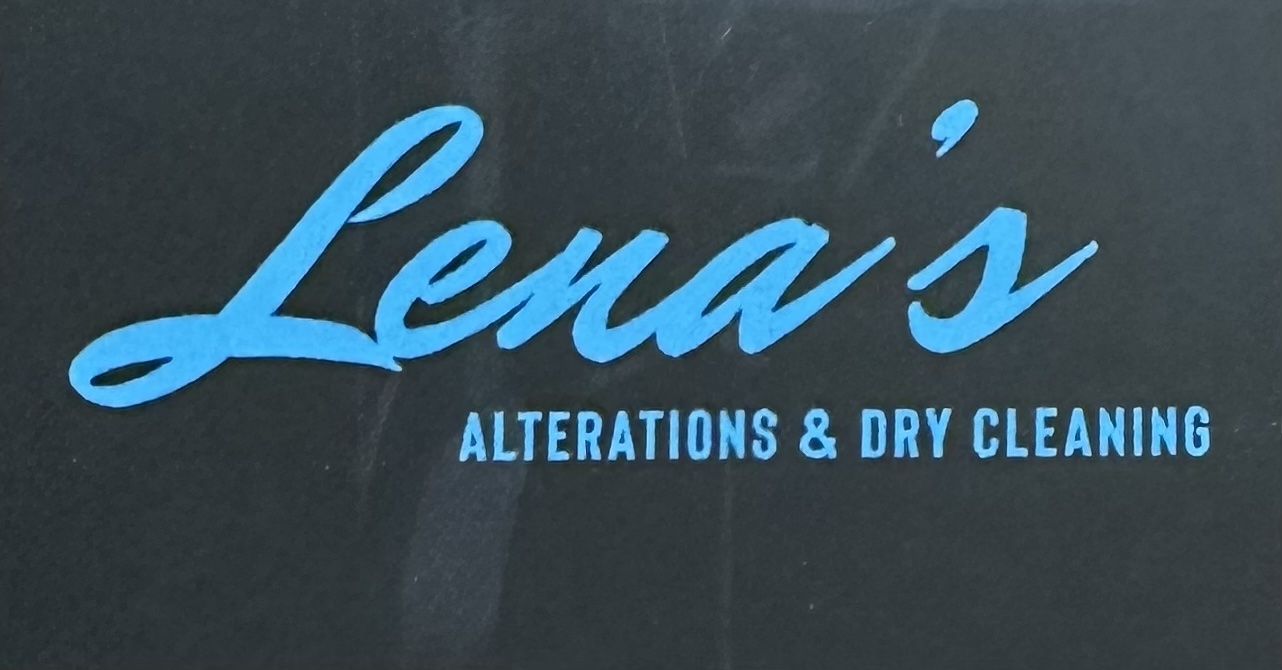 Lena's
ALTERATIONS & DRY CLEANING